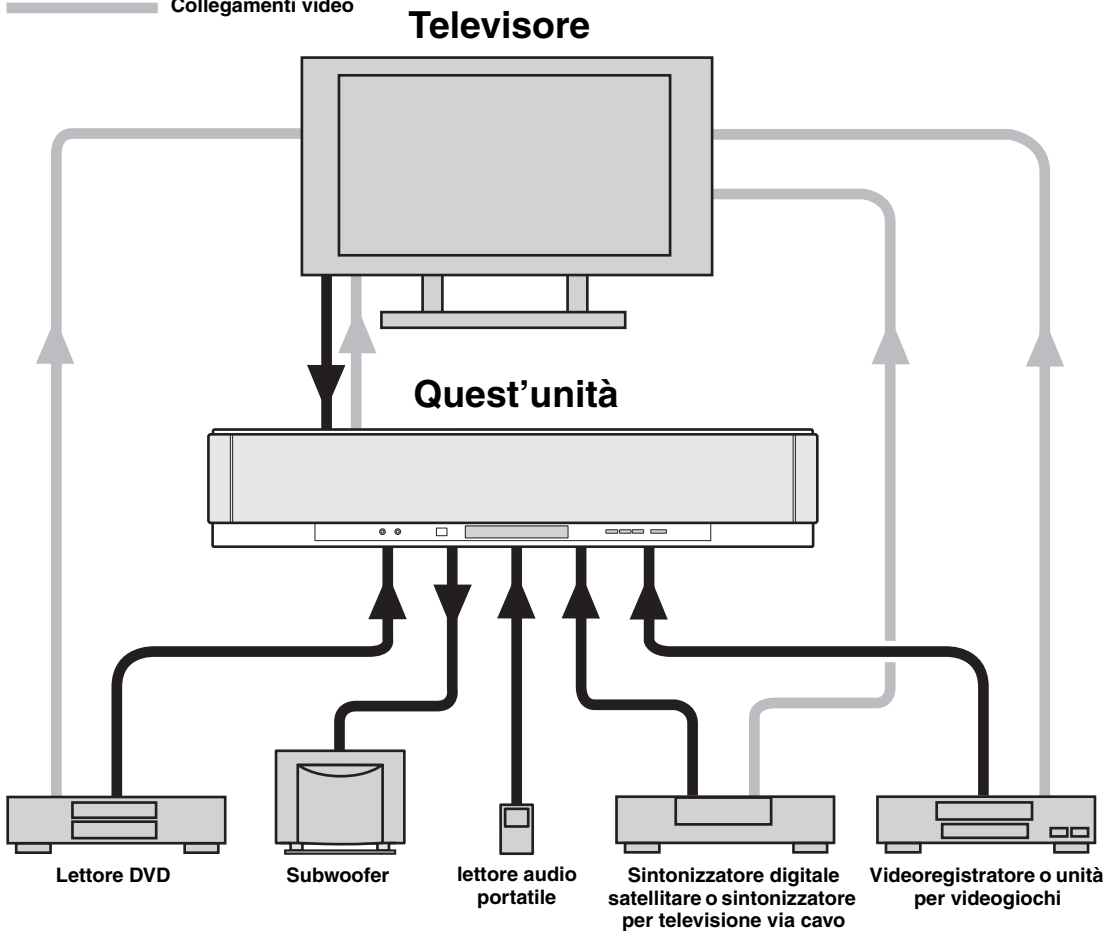 Collegamenti video
Televisore
Quest'unità
Lettore DVD
Subwoofer
lettore audio
portatile
Sintonizzatore digitale
satellitare o sintonizzatore
per televisione via cavo
Videoregistratore o unità
per videogiochi